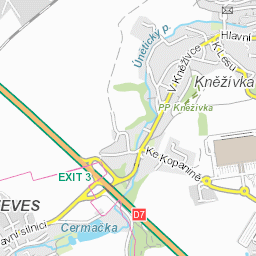 Únětický p.
Hlavní
V Kněžívce
K Lesu
Kněžívka
PP Kněžívka
Ke Kopanině
EXIT 3
EVES
avní silnici
D7
Čermačka